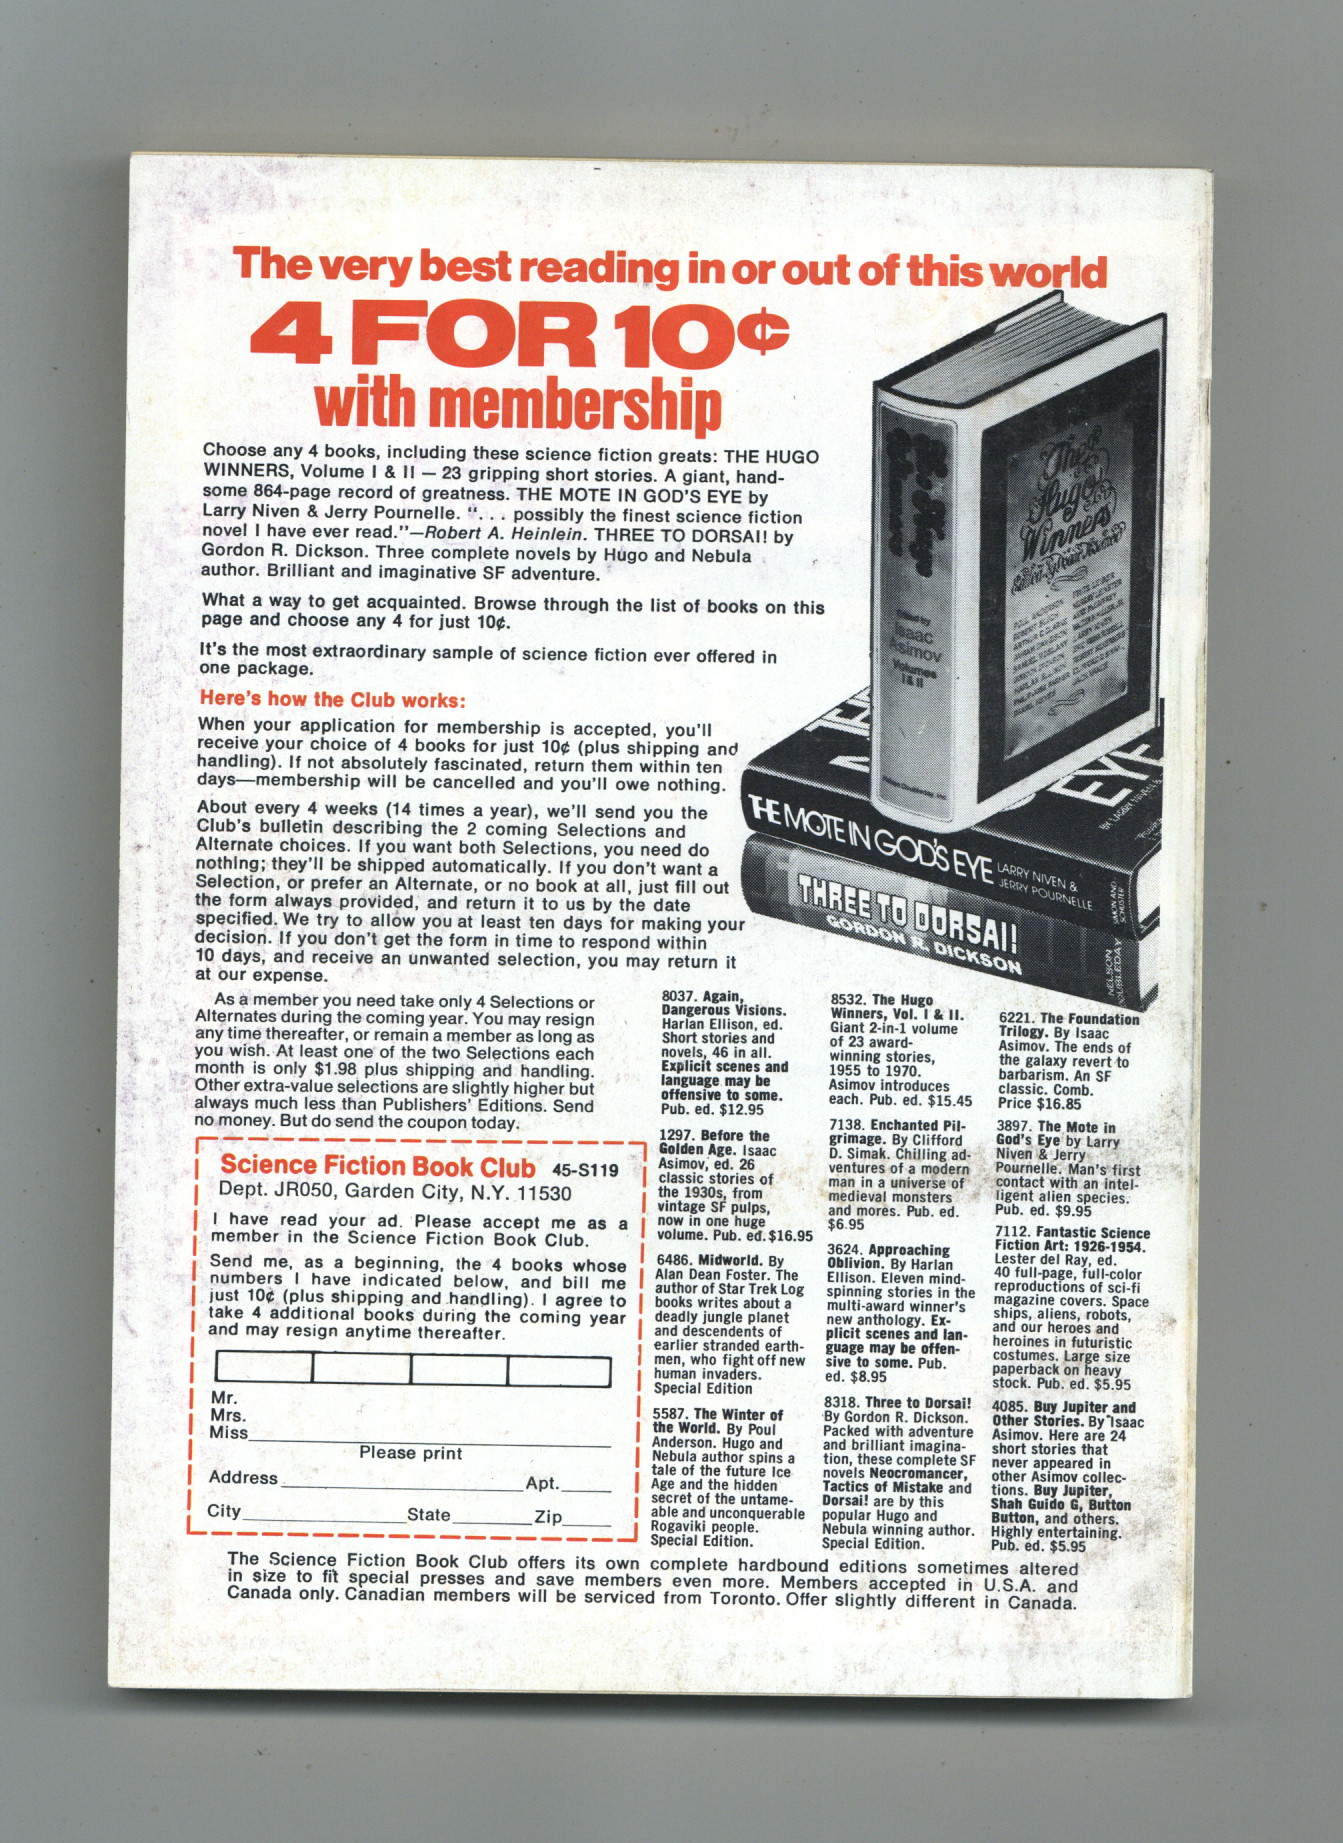 The very best reading in or out of this world
4 FOR 10¢
with membership
Choose any 4 books, including these science fiction greats: THE HUGO
WINNERS, Volume I & II — 23 gripping short stories. A giant, hand-
some 864-page record of greatness. THE MOTE IN GOD'S EYE by
Larry Niven & Jerry Pournelle. ". . . possibly the finest science fiction
novel I have ever read."—Robert A. Heinlein. THREE TO DORSAI! by
Gordon R. Dickson. Three complete novels by Hugo and Nebula
author. Brilliant and imaginative SF adventure.
What a way to get acquainted. Browse through the list of books on this
page and choose any 4 for just 10¢.
It's the most extraordinary sample of science fiction ever offered in
one package.
Here's how the Club works:
When your application for membership is accepted, you'll
receive your choice of 4 books for just 10¢ (plus shipping and
handling). If not absolutely fascinated, return them within ten
days—membership will be cancelled and you'll owe nothing.
About every 4 weeks (14 times a year), we'll send you the
Club's bulletin describing the 2 coming Selections and
Alternate choices. If you want both Selections, you need do
nothing; they'll be shipped automatically. If you don't want a
Selection, or prefer an Alternate, or no book at all, just fill out
the form always provided, and return it to us by the date
specified. We try to allow you at least ten days for making your
decision. If you don't get the form in time to respond within
10 days, and receive an unwanted selection, you may return it
at our expense.
As a member you need take only 4 Selections or
Alternates during the coming year. You may resign
any time thereafter, or remain a member as long as
you wish. At least one of the two Selections each
month is only $1.98 plus shipping and handling.
Other extra-value selections are slightly higher but
always much less than Publishers' Editions. Send
no money. But do send the coupon today.
The
Hugo
Winners
Edited by
Isaac
Asimov
Volumes
I & II
EYE
THE MOTE IN GOD'S EYE LARRY NIVEN &
JERRY POURNELLE
SIMON AND
SCHUSTER
THREE TO DORSAI!
GORDON R. DICKSON
NELSON
DOUBLEDAY
Science Fiction Book Club 45-S119
Dept. JR050, Garden City, N.Y. 11530
I have read your ad. Please accept me as a
member in the Science Fiction Book Club.
Send me, as a beginning, the 4 books whose
numbers I have indicated below, and bill me
just 10¢ (plus shipping and handling). I agree to
take 4 additional books during the coming year
and may resign anytime thereafter.
Mr.
Mrs.
Miss
Please print
Address Apt.
City State Zip
8037. Again,
Dangerous Visions.
Harlan Ellison, ed.
Short stories and
novels, 46 in all.
Explicit scenes and
language may be
offensive to some.
Pub. ed. $12.95
1297. Before the
Golden Age. Isaac
Asimov, ed. 26
classic stories of
the 1930s, from
vintage SF pulps,
now in one huge
volume. Pub. ed. $16.95
6486. Midworld. By
Alan Dean Foster. The
author of Star Trek Log
books writes about a
deadly jungle planet
and descendents of
earlier stranded earth-
men, who fight off new
human invaders.
Special Edition
5587. The Winter of
the World. By Poul
Anderson. Hugo and
Nebula author spins a
tale of the future Ice
Age and the hidden
secret of the untame-
able and unconquerable
Rogaviki people.
Special Edition.
8532. The Hugo
Winners, Vol. I & II.
Giant 2-in-1 volume
of 23 award-
winning stories,
1955 to 1970.
Asimov introduces
each. Pub. ed. $15.45
7138. Enchanted Pil-
grimage. By Clifford
D. Simak. Chilling ad-
ventures of a modern
man in a universe of
medieval monsters
and mores. Pub. ed.
$6.95
3624. Approaching
Oblivion. By Harlan
Ellison. Eleven mind-
spinning stories in the
multi-award winner's
new anthology. Ex-
plicit scenes and lan-
guage may be offen-
sive to some. Pub.
ed. $8.95
8318. Three to Dorsai!
By Gordon R. Dickson.
Packed with adventure
and brilliant imagina-
tion, these complete SF
novels Neocromancer,
Tactics of Mistake and
Dorsai! are by this
popular Hugo and
Nebula winning author.
Special Edition.
6221. The Foundation
Trilogy. By Isaac
Asimov. The ends of
the galaxy revert to
barbarism. An SF
classic. Comb.
Price $16.85
3897. The Mote in
God's Eye by Larry
Niven & Jerry
Pournelle. Man's first
contact with an intel-
ligent alien species.
Pub. ed. $9.95
7112. Fantastic Science
Fiction Art: 1926-1954.
Lester del Ray, ed.
40 full-page, full-color
reproductions of sci-fi
magazine covers. Space
ships, aliens, robots,
and our heroes and
heroines in futuristic
costumes. Large size
paperback on heavy
stock. Pub. ed. $5.95
4085. Buy Jupiter and
Other Stories. By Isaac
Asimov. Here are 24
short stories that
never appeared in
other Asimov collec-
tions. Buy Jupiter,
Shah Guido G, Button
Button, and others.
Highly entertaining.
Pub. ed. $5.95
The Science Fiction Book Club offers its own complete hardbound editions sometimes altered
in size to fit special presses and save members even more. Members accepted in U.S.A. and
Canada only. Canadian members will be serviced from Toronto. Offer slightly different in Canada.